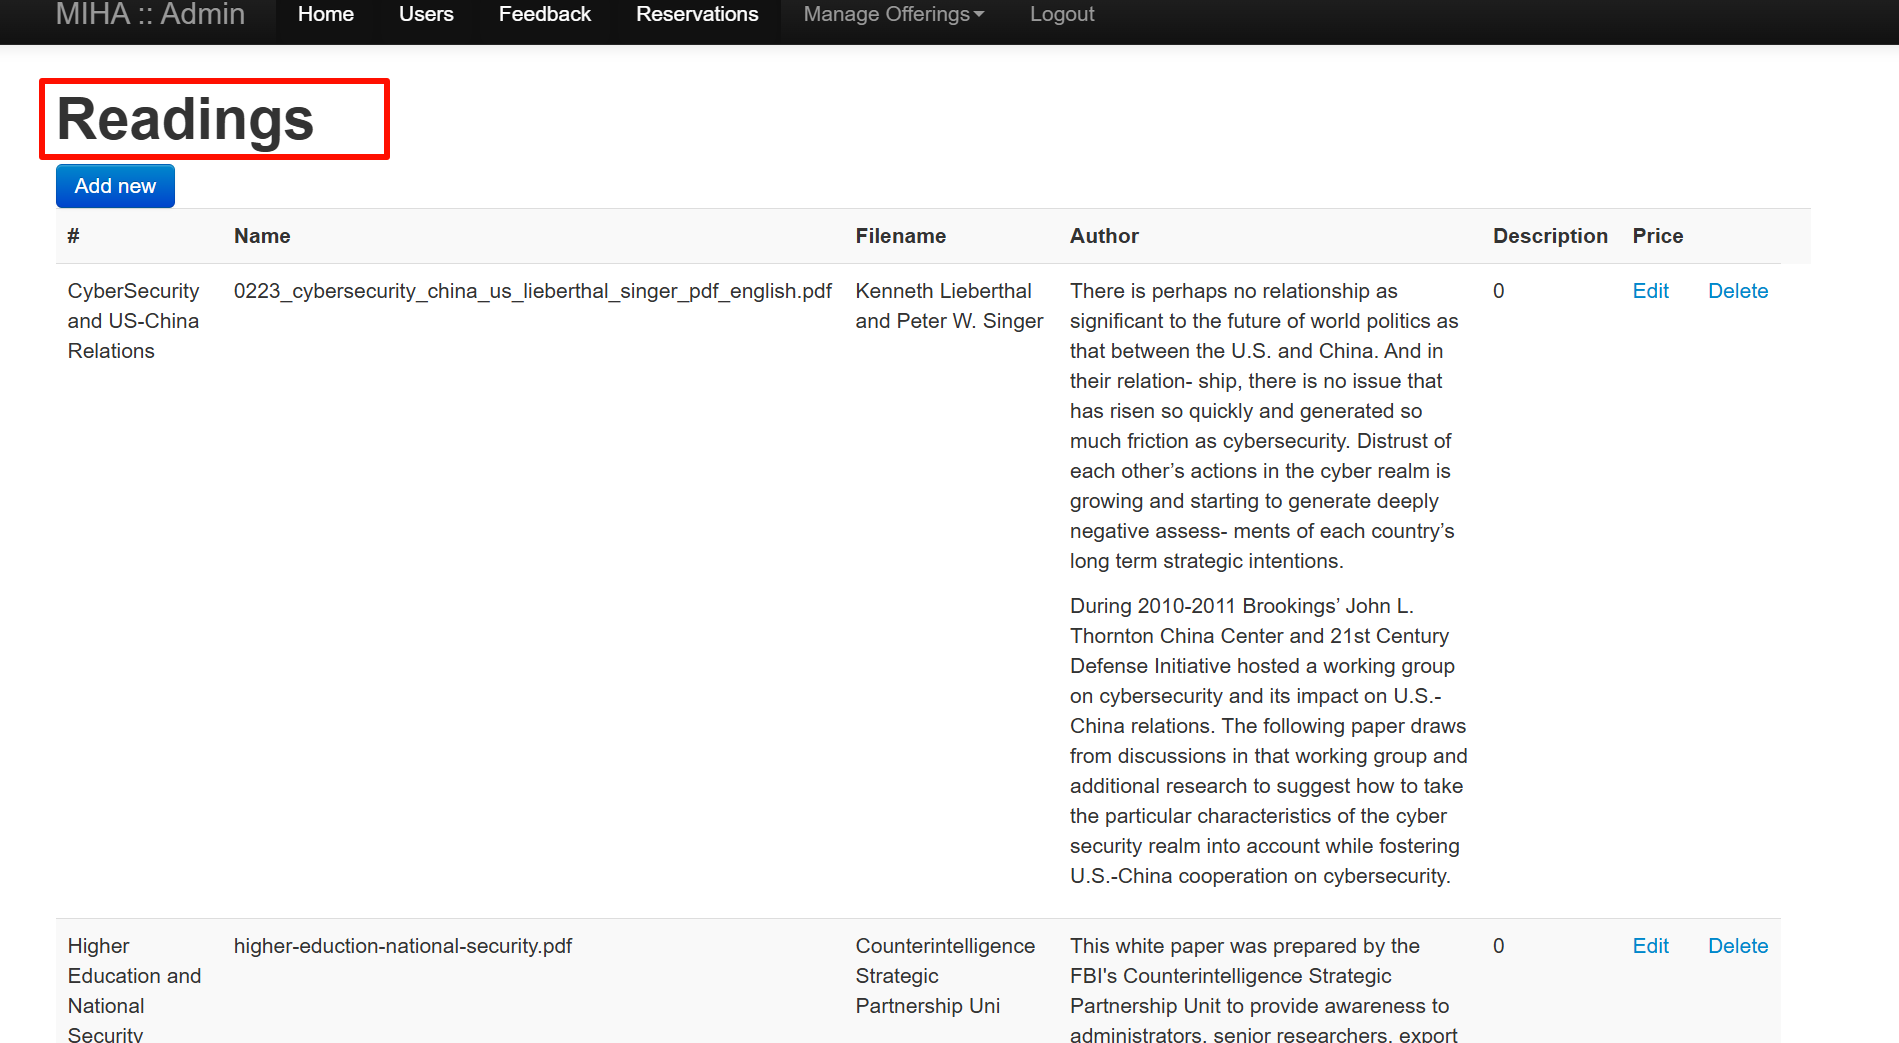 MIHA :: Admin Home Users Feedback Reservations Manage Offerings Logout
Readings
Add new
# Name Filename Author Description Price
CyberSecurity and US-China Relations
0223_cybersecurity_china_us_lieberthal_singer_pdf_english.pdf
Kenneth Lieberthal
and Peter W. Singer
There is perhaps no relationship as
significant to the future of world politics as
that between the U.S. and China. And in
their relation- ship, there is no issue that
has risen so quickly and generated so
much friction as cybersecurity. Distrust of
each other’s actions in the cyber realm is
growing and starting to generate deeply
negative assess- ments of each country’s
long term strategic intentions.
During 2010-2011 Brookings’ John L.
Thornton China Center and 21st Century
Defense Initiative hosted a working group
on cybersecurity and its impact on U.S.-
China relations. The following paper draws
from discussions in that working group and
additional research to suggest how to take
the particular characteristics of the cyber
security realm into account while fostering
U.S.-China cooperation on cybersecurity.
0 Edit Delete
Higher
Education and
National
Security
higher-eduction-national-security.pdf
Counterintelligence
Strategic
Partnership Uni
This white paper was prepared by the
FBI's Counterintelligence Strategic
Partnership Unit to provide awareness to
administrators, senior researchers, export
0 Edit Delete